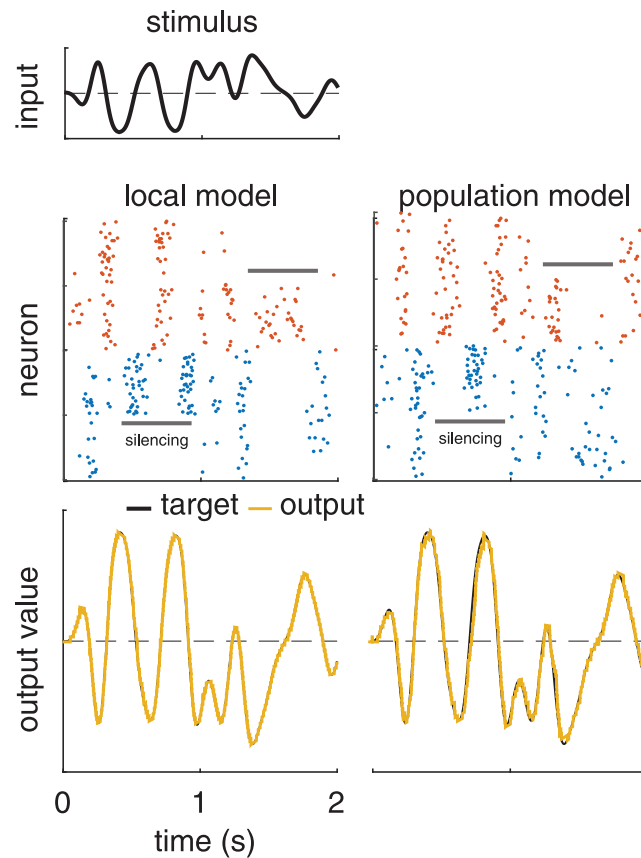 stimulus
input
local model
population model
neuron
silencing
silencing
target output
output value
0 1 2
time (s)